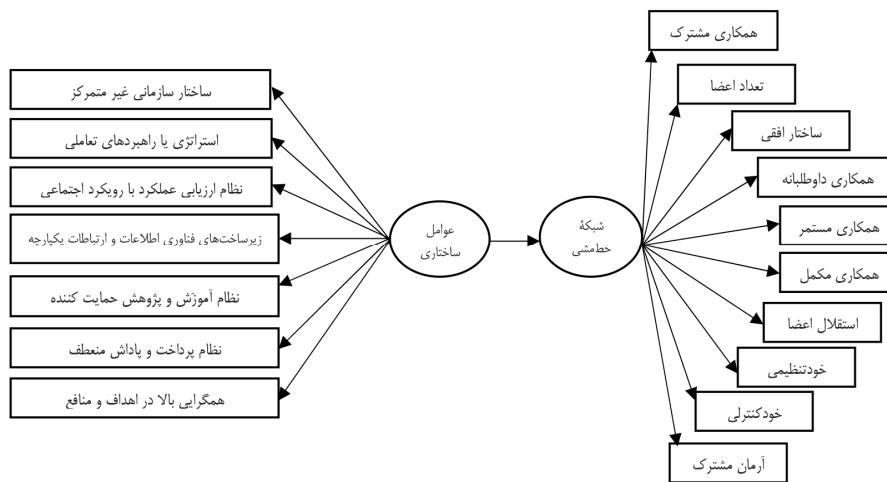 همکاری مشترک
تعداد اعضا
ساختار افقی
همکاری داوطلبانه
همکاری مستمر
همکاری مکمل
استقلال اعضا
خودتنظیمی
خودکنترلی
آرمان مشترک
شبکهٔ
خط‌مشی
عوامل
ساختاری
ساختار سازمانی غیر متمرکز
استراتژی یا راهبردهای تعاملی
نظام ارزیابی عملکرد با رویکرد اجتماعی
زیرساخت‌های فناوری اطلاعات و ارتباطات یکپارچه
نظام آموزش و پژوهش حمایت کننده
نظام پرداخت و پاداش منعطف
همگرایی بالا در اهداف و منافع